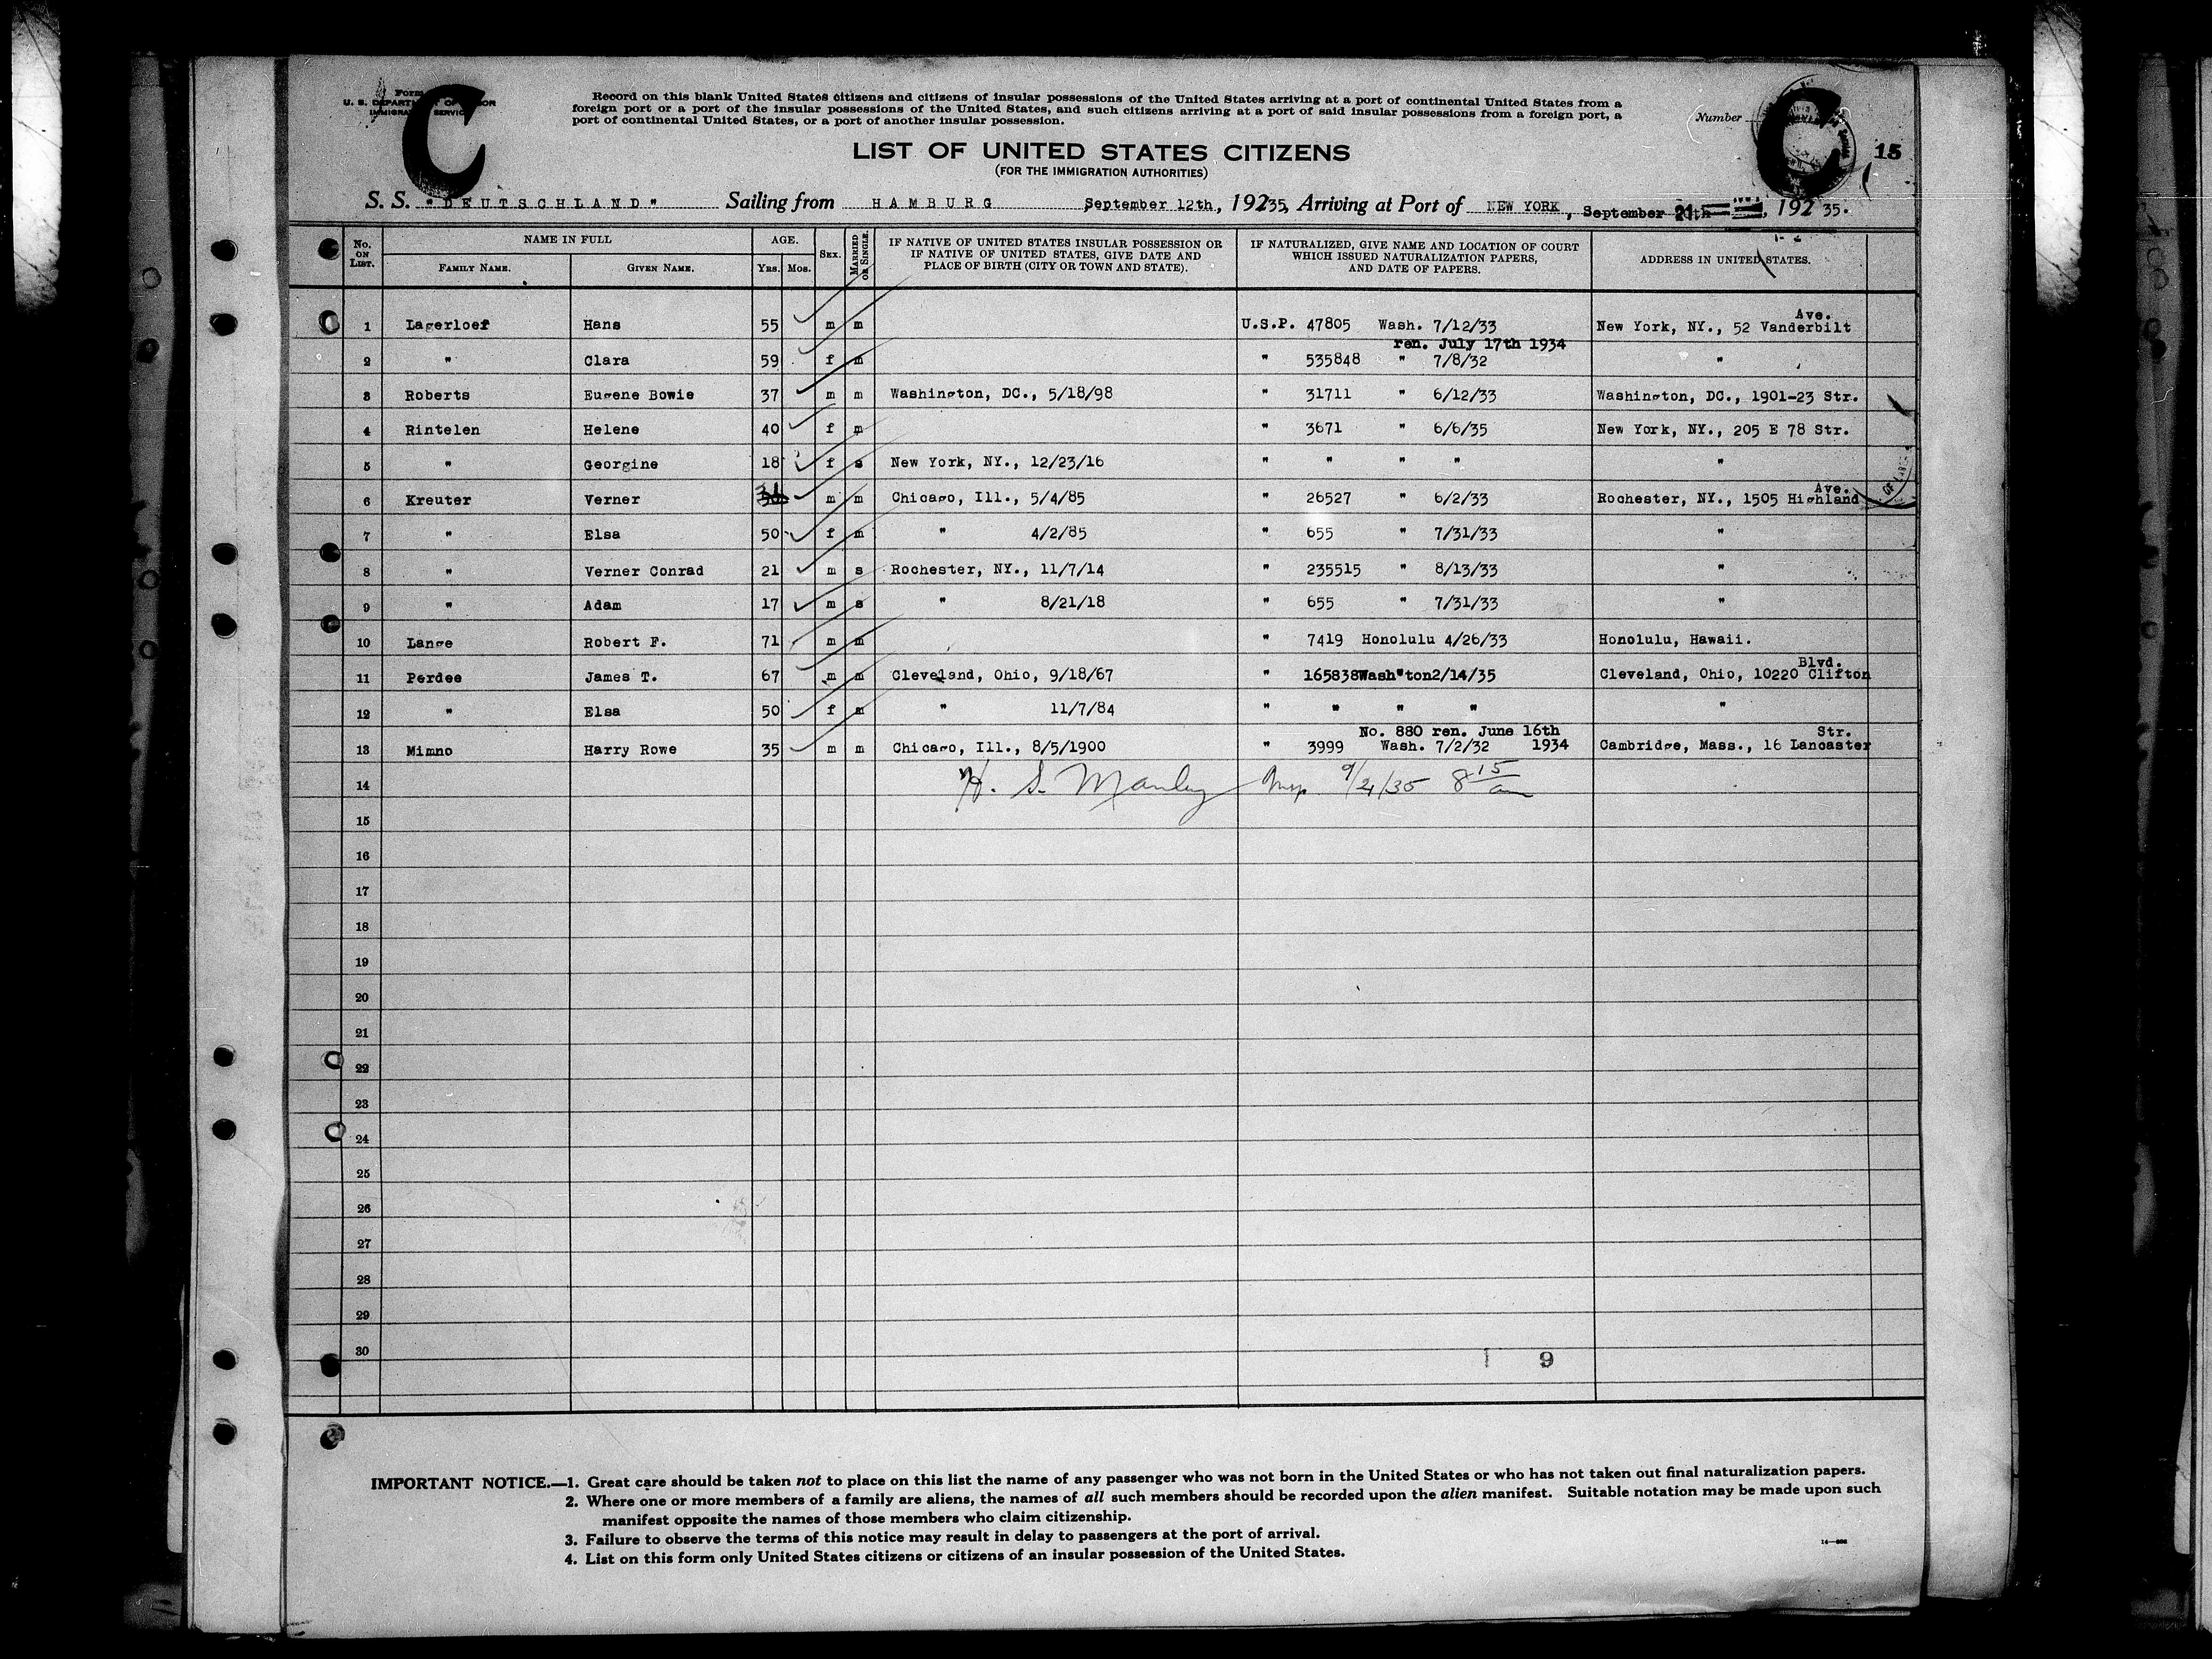 C
Form
U. S. DEPARTMENT OF LABOR
IMMIGRATION SERVICE
Record on this blank United States citizens and citizens of insular possessions of the United States arriving at a port of continental United States from a
foreign port or a port of the insular possessions of the United States, and such citizens arriving at a port of said insular possessions from a foreign port, a
port of continental United States, or a port of another insular possession.
Number
C
15
LIST OF UNITED STATES CITIZENS
(FOR THE IMMIGRATION AUTHORITIES)
S. S. "DEUTSCHLAND" Sailing from HAMBURG September 12th, 19235, Arriving at Port of NEW YORK, September 21 192 35.
No. ON LIST. NAME IN FULL FAMILY NAME. GIVEN NAME. AGE. YRS. MOS. SEX. MARRIED OR SINGLE. IF NATIVE OF UNITED STATES INSULAR POSSESSION OR IF NATIVE OF UNITED STATES, GIVE DATE AND PLACE OF BIRTH (CITY OR TOWN AND STATE). IF NATURALIZED, GIVE NAME AND LOCATION OF COURT WHICH ISSUED NATURALIZATION PAPERS, AND DATE OF PAPERS. ADDRESS IN UNITED STATES.
1 Lagerloef Hans 55 m m U.S.P. 47805 Wash. 7/12/33 New York, NY., 52 Vanderbilt Ave.
ren. July 17th 1934
2 " Clara 59 f m " 535848 " 7/8/32 "
3 Roberts Eugene Bowie 37 m m Washington, DC., 5/18/98 " 31711 " 6/12/33 Washington, DC., 1901-23 Str.
4 Rintelen Helene 40 f m " 3671 " 6/6/35 New York, NY., 205 E 78 Str.
5 " Georgine 18 f s New York, NY., 12/23/16 " " " " "
6 Kreuter Verner m m Chicago, Ill., 5/4/85 " 26527 " 6/2/33 Rochester, NY., 1505 Highland Ave.
7 " Elsa 50 f m " 4/2/85 " 655 " 7/31/33 "
8 " Verner Conrad 21 m s Rochester, NY., 11/7/14 " 235515 " 8/13/33 "
9 " Adam 17 m s " 8/21/18 " 655 " 7/31/33 "
10 Lange Robert F. 71 m m " 7419 Honolulu 4/26/33 Honolulu, Hawaii.
11 Perdee James T. 67 m m Cleveland, Ohio, 9/18/67 " 165838Wash"ton2/14/35 Cleveland, Ohio, 10220 Clifton Blvd.
12 " Elsa 50 f m " 11/7/84 " " " " "
No. 880 ren. June 16th 1934
13 Mimno Harry Rowe 35 m m Chicago, Ill., 8/5/1900 " 3999 Wash. 7/2/32 Cambridge, Mass., 16 Lancaster Str.
14 H. S. Manley Insp 9/21/35 8 15 am
15
16
17
18
19
20
21
22
23
24
25
26
27
28
29
30
9
IMPORTANT NOTICE.—1. Great care should be taken not to place on this list the name of any passenger who was not born in the United States or who has not taken out final naturalization papers.
2. Where one or more members of a family are aliens, the names of all such members should be recorded upon the alien manifest. Suitable notation may be made upon such
manifest opposite the names of those members who claim citizenship.
3. Failure to observe the terms of this notice may result in delay to passengers at the port of arrival.
4. List on this form only United States citizens or citizens of an insular possession of the United States.